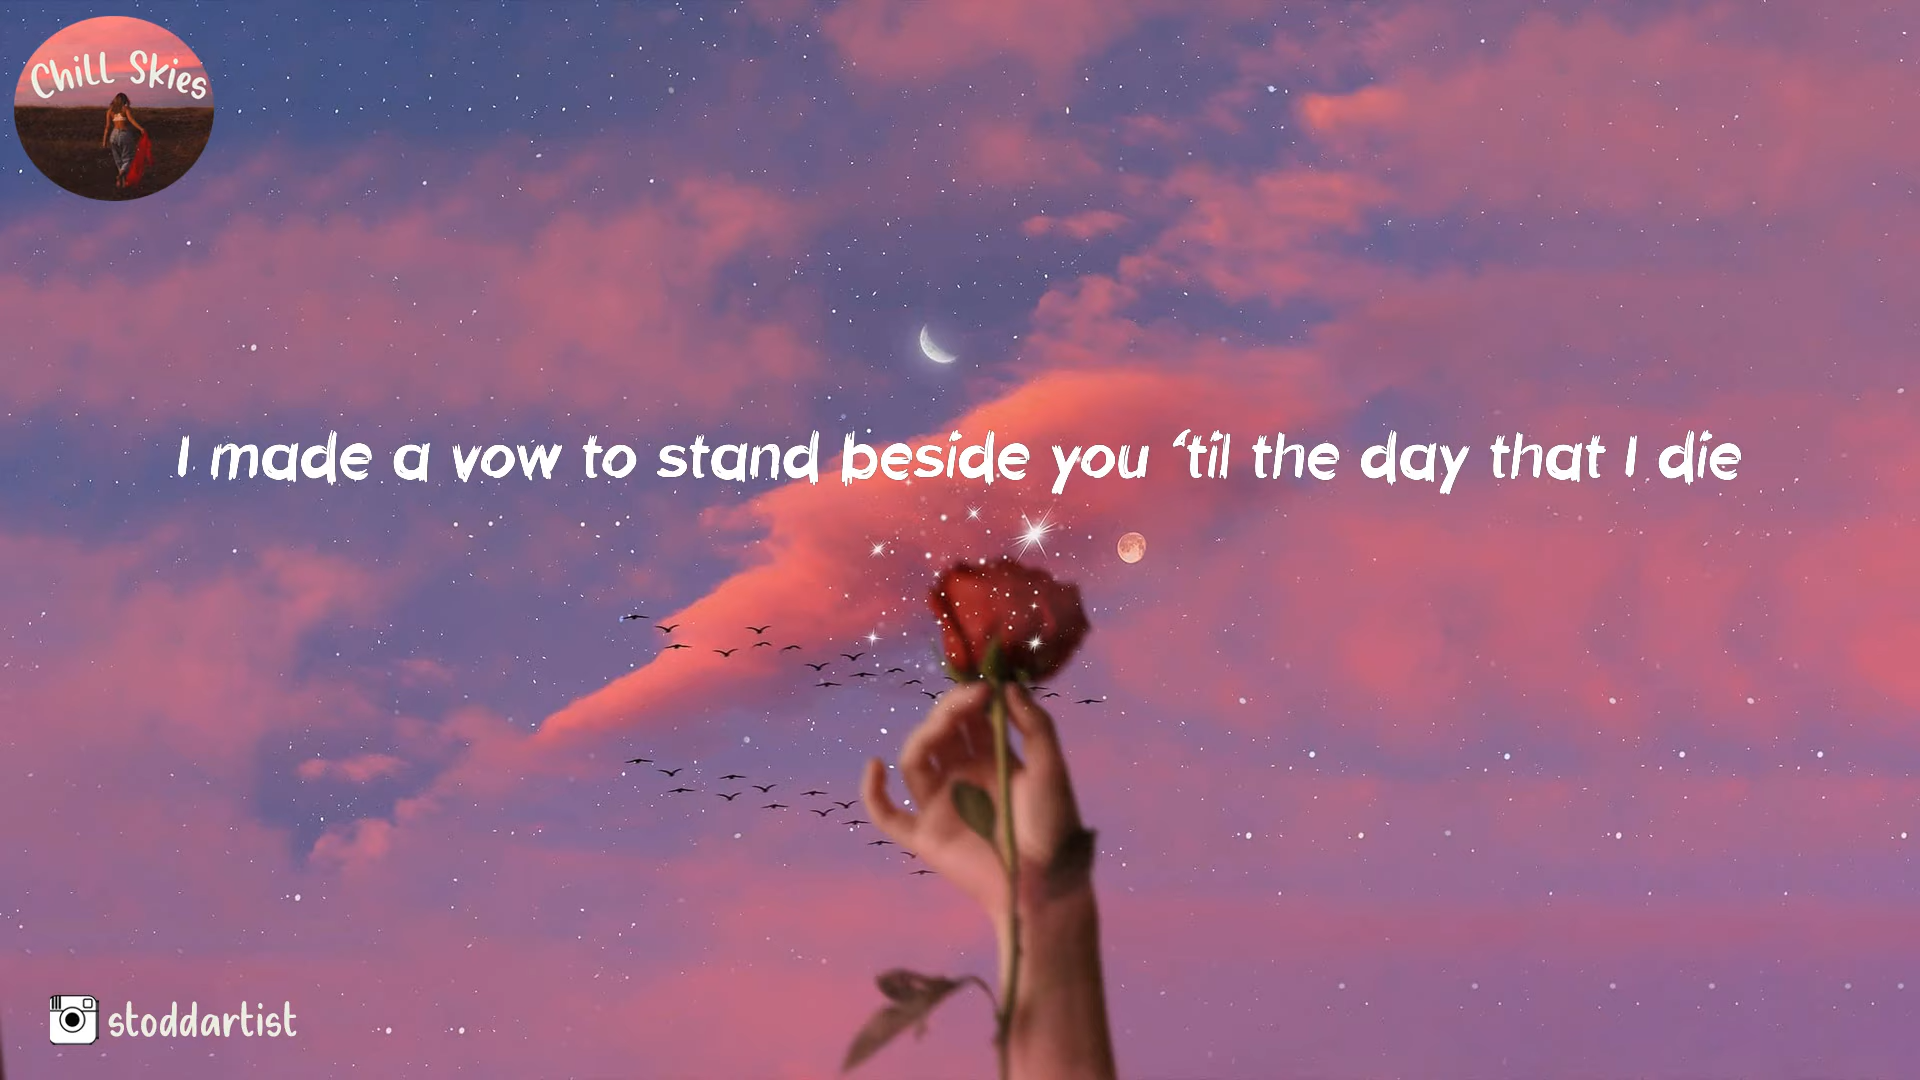 Chill Skies
I made a vow to stand beside you ‘til the day that I die
stoddartist